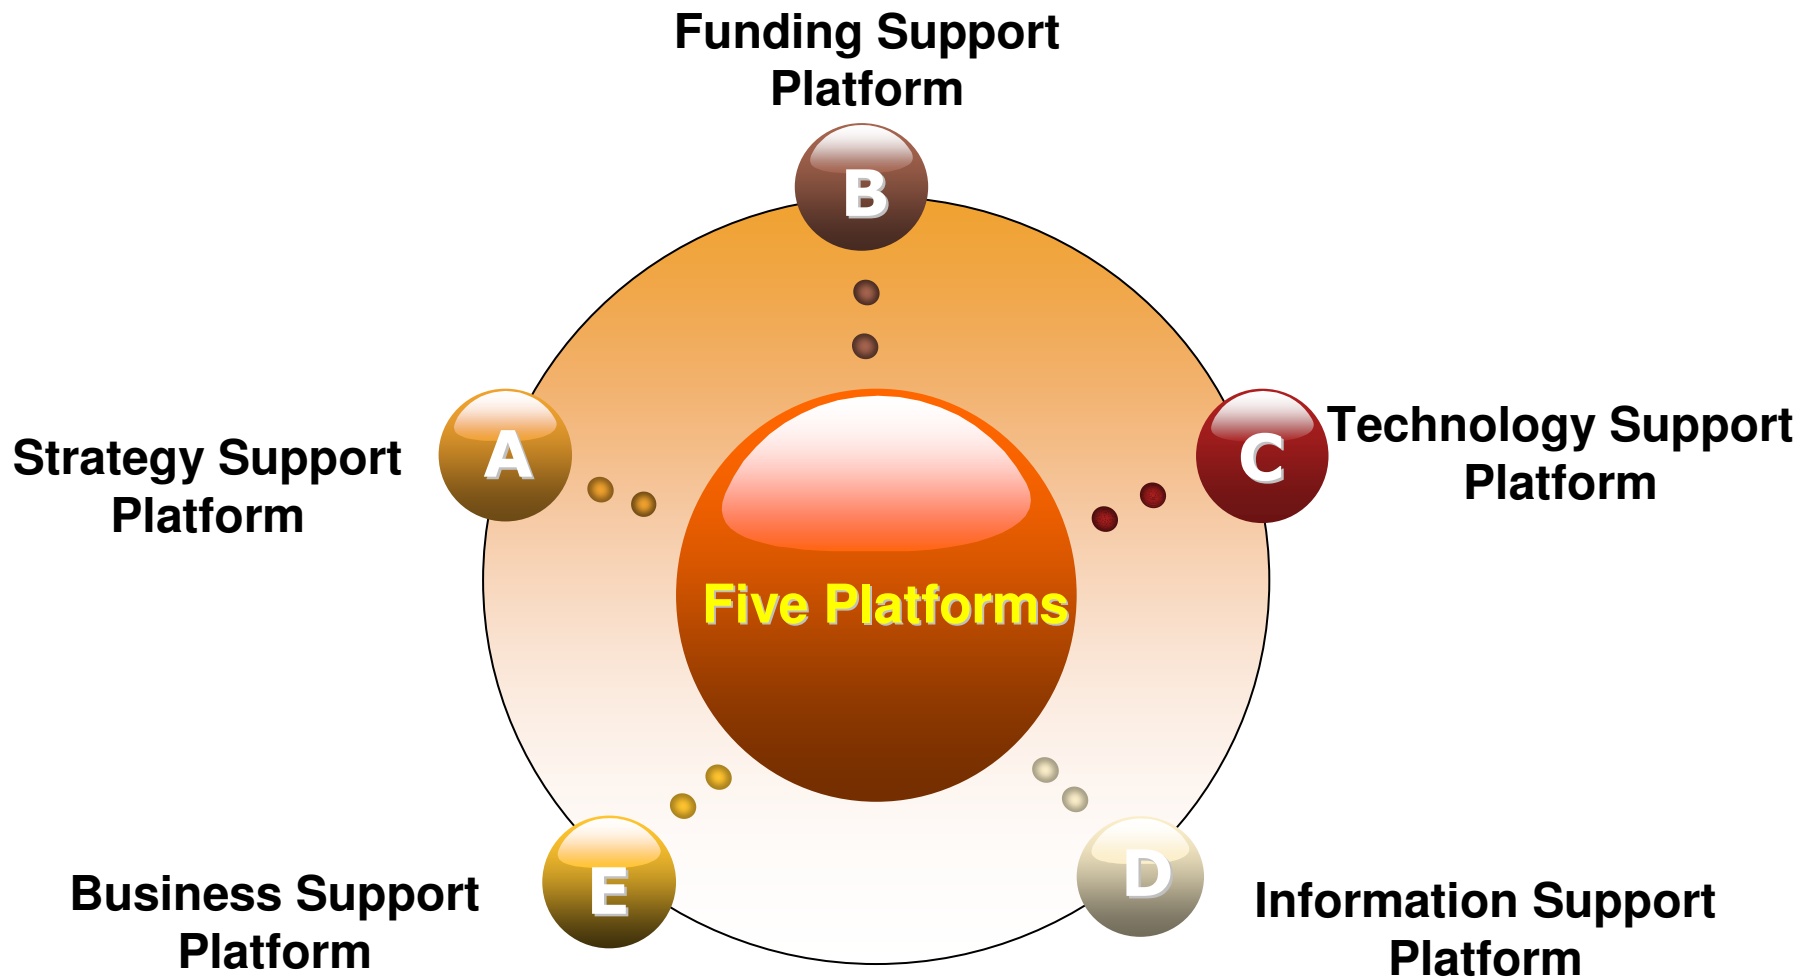 Funding Support
Platform
B
A
Strategy Support
Platform
C
Technology Support
Platform
Five Platforms
E
Business Support
Platform
D
Information Support
Platform